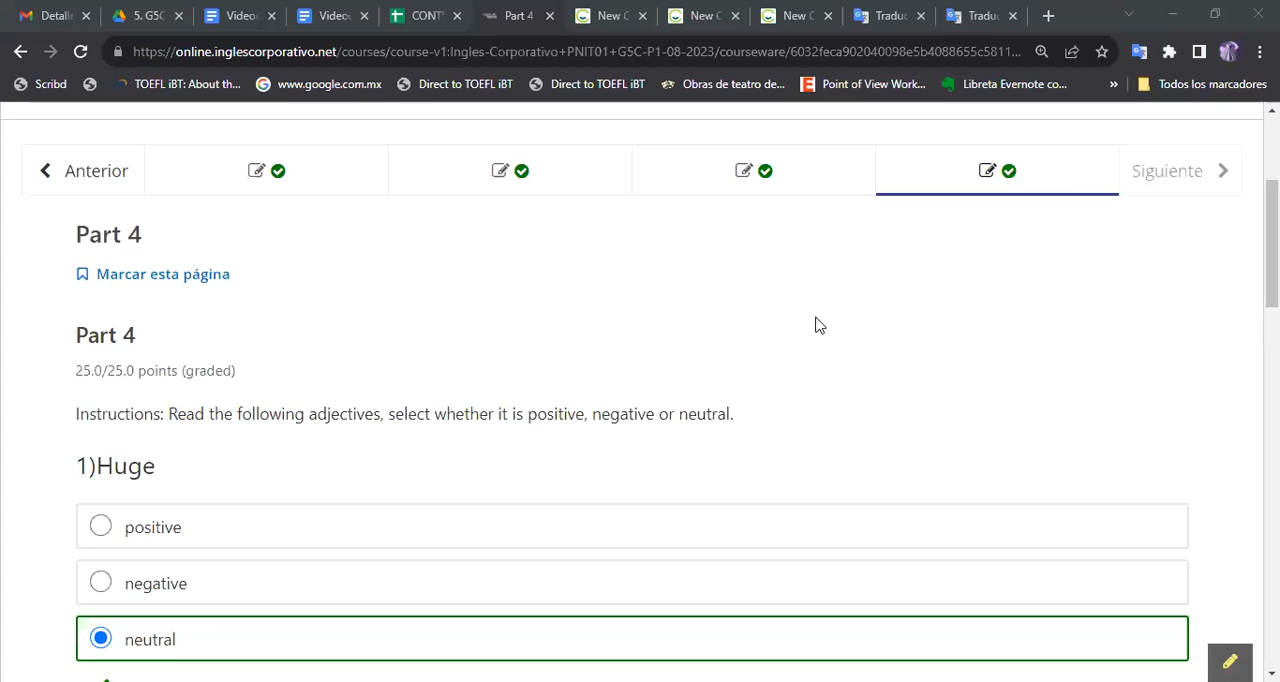 Detalle 5. G5C Video Video CONT Part 4 New C New C New C Traduc Traduc
https://online.inglescorporativo.net/courses/course-v1:Ingles-Corporativo+PNIT01+G5C-P1-08-2023/courseware/6032feca902040098e5b4088655c5811...
Scribd TOEFL iBT: About th... www.google.com.mx Direct to TOEFL iBT Direct to TOEFL iBT Obras de teatro de... Point of View Work... Libreta Evernote co... » Todos los marcadores
Anterior Siguiente
Part 4
Marcar esta página
Part 4
25.0/25.0 points (graded)
Instructions: Read the following adjectives, select whether it is positive, negative or neutral.
1)Huge
positive
negative
neutral